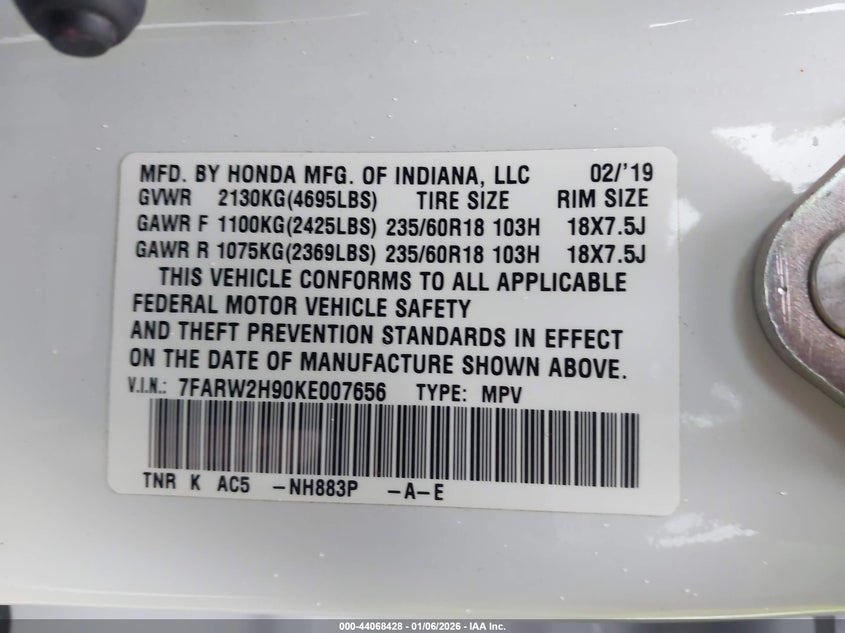 MFD. BY HONDA MFG. OF INDIANA, LLC 02/'19
GVWR 2130KG(4695LBS) TIRE SIZE RIM SIZE
GAWR F 1100KG(2425LBS) 235/60R18 103H 18X7.5J
GAWR R 1075KG(2369LBS) 235/60R18 103H 18X7.5J
THIS VEHICLE CONFORMS TO ALL APPLICABLE
FEDERAL MOTOR VEHICLE SAFETY
AND THEFT PREVENTION STANDARDS IN EFFECT
ON THE DATE OF MANUFACTURE SHOWN ABOVE.
V.I.N.: 7FARW2H90KE007656 TYPE: MPV
TNR K AC5 -NH883P -A-E
000-44068428 - 01/06/2026 - IAA Inc.